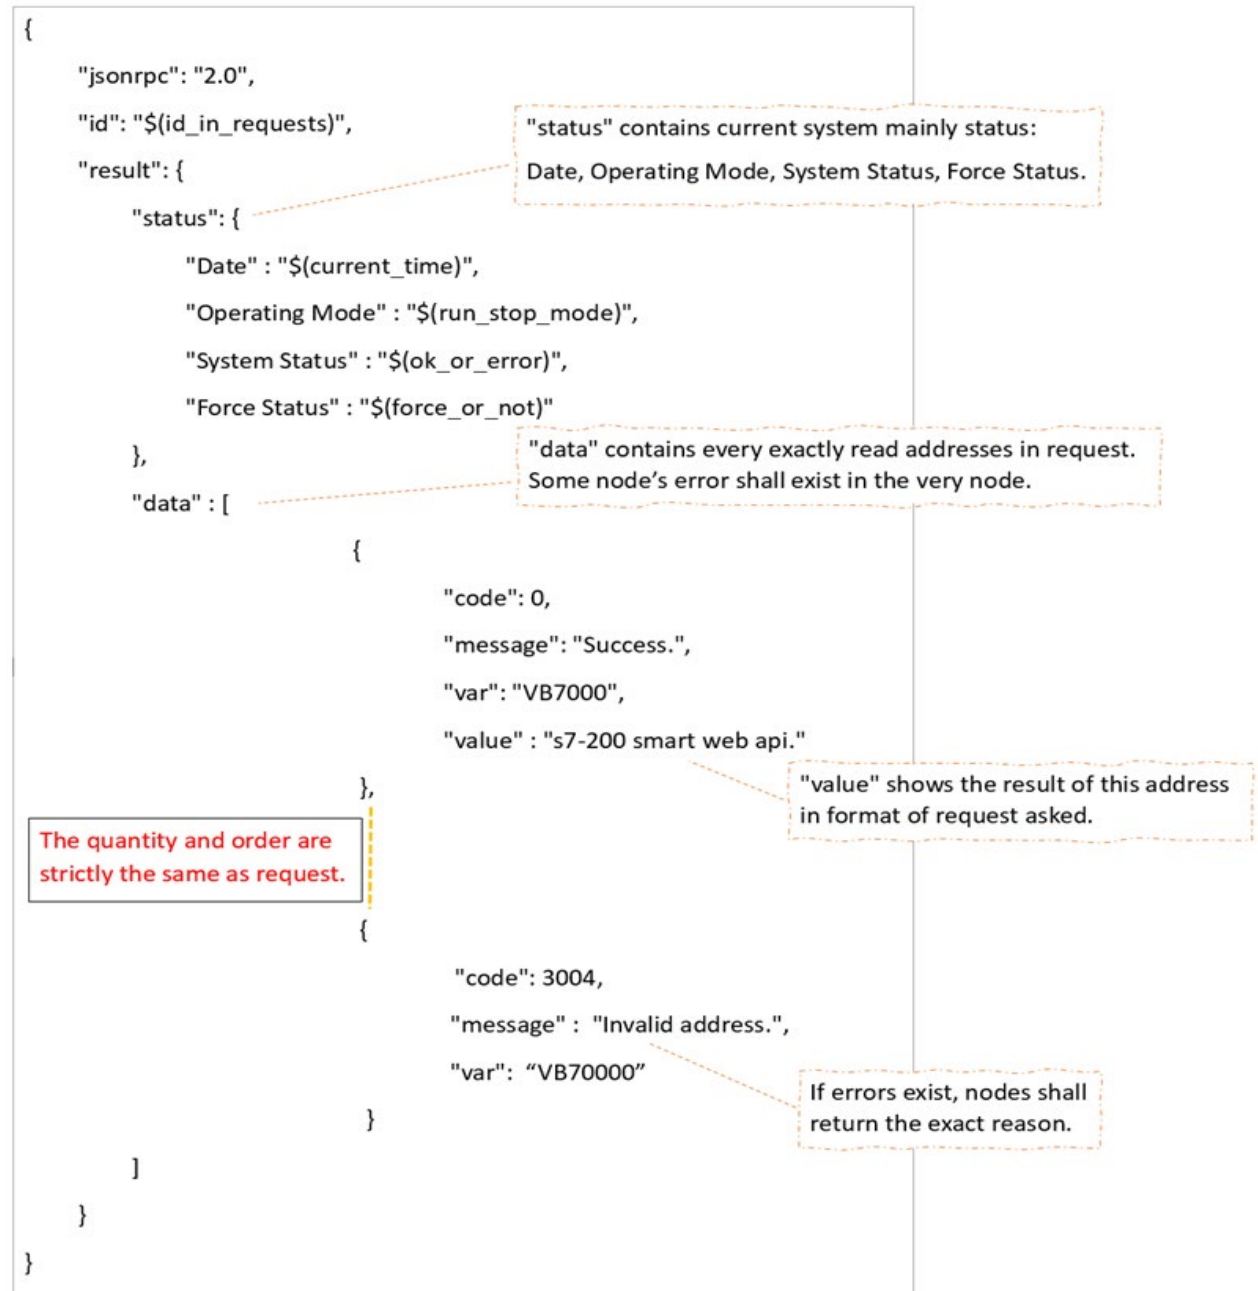 {
"jsonrpc": "2.0",
"id": "$(id_in_requests)",
"result": {
"status" contains current system mainly status:
Date, Operating Mode, System Status, Force Status.
"status": {
"Date" : "$(current_time)",
"Operating Mode" : "$(run_stop_mode)",
"System Status" : "$(ok_or_error)",
"Force Status" : "$(force_or_not)"
},
"data" contains every exactly read addresses in request.
Some node’s error shall exist in the very node.
"data" : [
{
"code": 0,
"message": "Success.",
"var": "VB7000",
"value" : "s7-200 smart web api."
},
"value" shows the result of this address
in format of request asked.
The quantity and order are
strictly the same as request.
{
"code": 3004,
"message" :  "Invalid address.",
"var":  “VB70000”
If errors exist, nodes shall
return the exact reason.
}
]
}
}